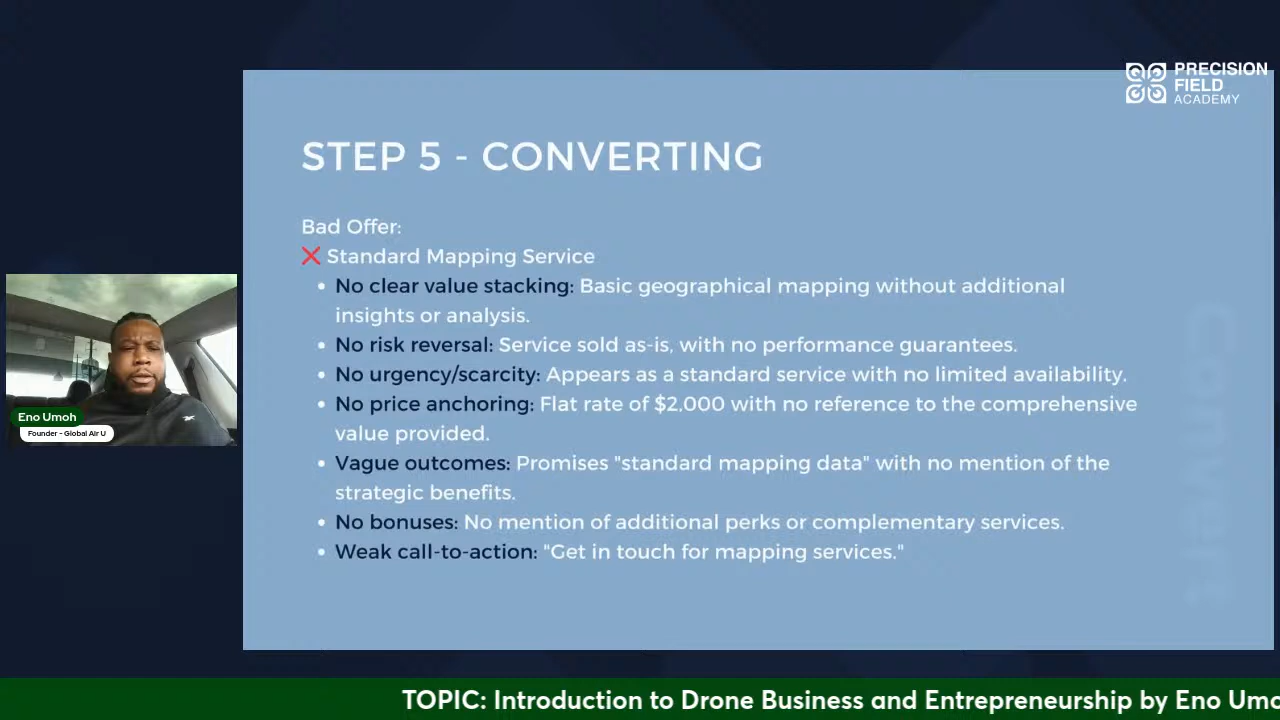 PRECISION
FIELD
ACADEMY
STEP 5 - CONVERTING
Bad Offer:
❌ Standard Mapping Service
• No clear value stacking: Basic geographical mapping without additional
insights or analysis.
• No risk reversal: Service sold as-is, with no performance guarantees.
• No urgency/scarcity: Appears as a standard service with no limited availability.
• No price anchoring: Flat rate of $2,000 with no reference to the comprehensive
value provided.
• Vague outcomes: Promises "standard mapping data" with no mention of the
strategic benefits.
• No bonuses: No mention of additional perks or complementary services.
• Weak call-to-action: "Get in touch for mapping services."
Convert
Eno Umoh
Founder - Global Air U
TOPIC: Introduction to Drone Business and Entrepreneurship by Eno Umo